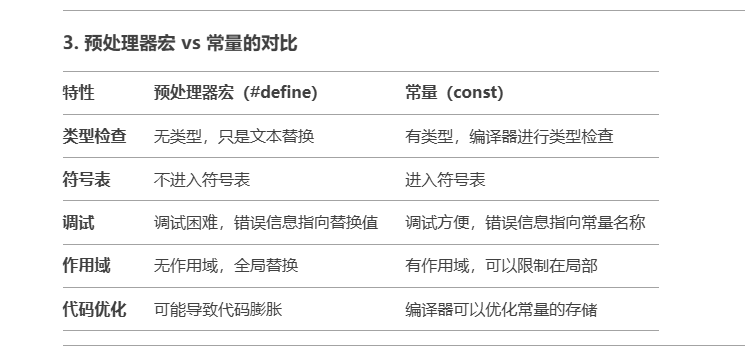 3. 预处理器宏 vs 常量的对比
特性 预处理器宏（#define） 常量（const）
类型检查 无类型，只是文本替换 有类型，编译器进行类型检查
符号表 不进入符号表 进入符号表
调试 调试困难，错误信息指向替换值 调试方便，错误信息指向常量名称
作用域 无作用域，全局替换 有作用域，可以限制在局部
代码优化 可能导致代码膨胀 编译器可以优化常量的存储